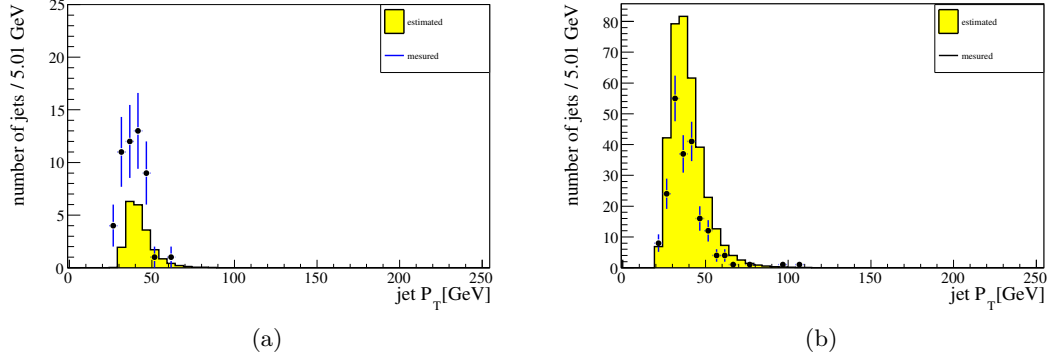 number of jets / 5.01 GeV
25
20
15
10
5
0
estimated
mesured
0 50 100 150 200 250
jet P_T[GeV]
(a)
number of jets / 5.01 GeV
80
70
60
50
40
30
20
10
0
estimated
mesured
0 50 100 150 200 250
jet P_T[GeV]
(b)